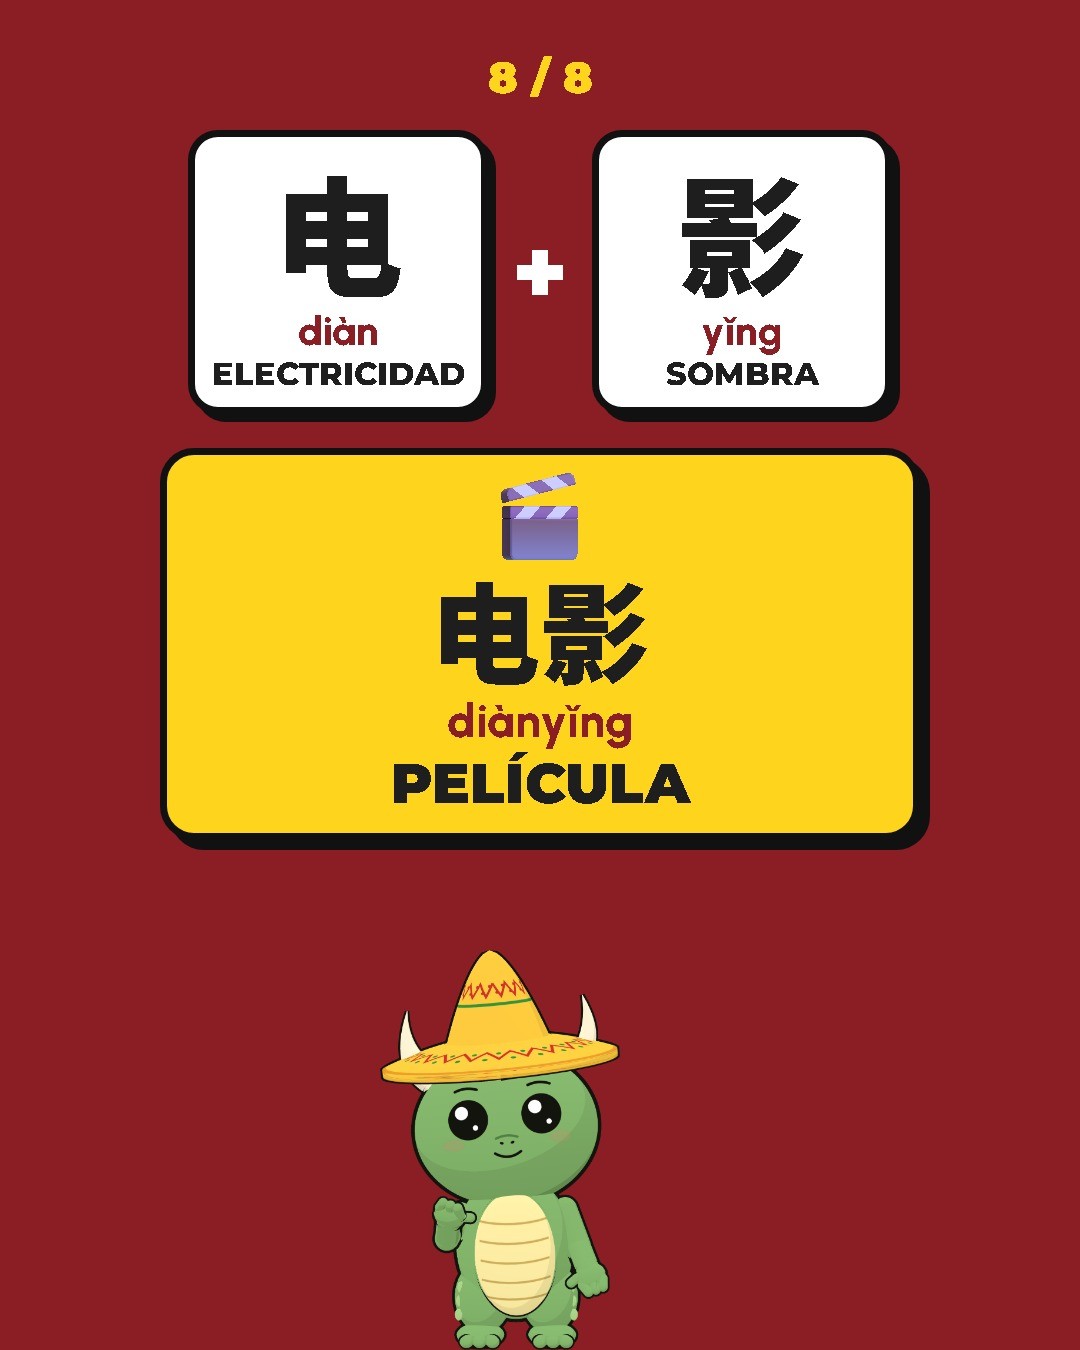 8 / 8
电
diàn
ELECTRICIDAD
+
影
yǐng
SOMBRA
电影
diànyǐng
PELÍCULA